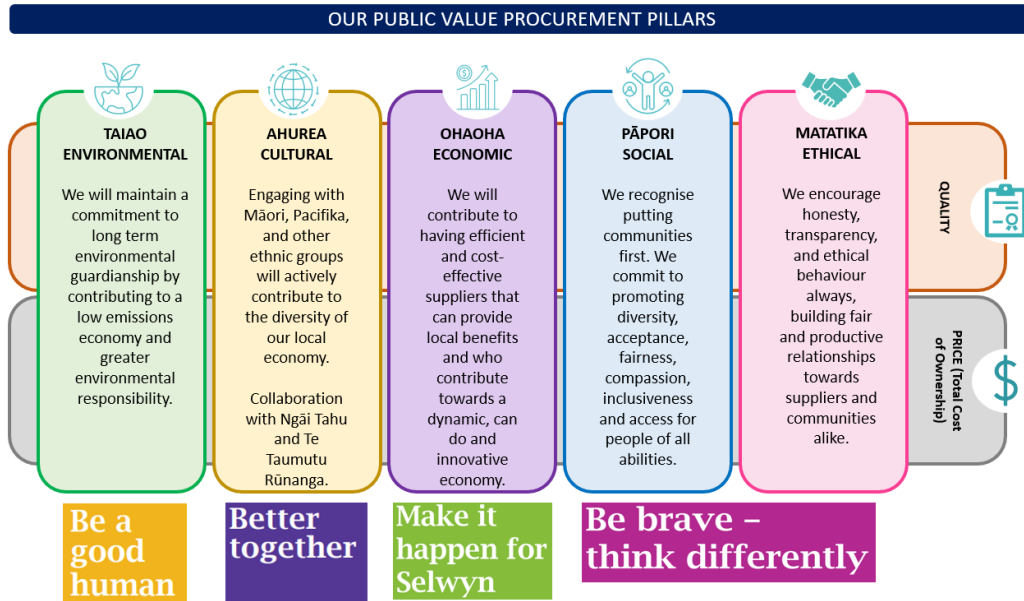 OUR PUBLIC VALUE PROCUREMENT PILLARS
TAIAO
ENVIRONMENTAL
We will maintain a
commitment to
long term
environmental
guardianship by
contributing to a
low emissions
economy and
greater
environmental
responsibility.
AHUREA
CULTURAL
Engaging with
Māori, Pacifika,
and other
ethnic groups
will actively
contribute to
the diversity of
our local
economy.
Collaboration
with Ngāi Tahu
and Te
Taumutu
Rūnanga.
OHAOHA
ECONOMIC
We will
contribute to
having efficient
and cost-
effective
suppliers that
can provide
local benefits
and who
contribute
towards a
dynamic, can
do and
innovative
economy.
PĀPORI
SOCIAL
We recognise
putting
communities
first. We
commit to
promoting
diversity,
acceptance,
fairness,
compassion,
inclusiveness
and access for
people of all
abilities.
MATATIKA
ETHICAL
We encourage
honesty,
transparency,
and ethical
behaviour
always,
building fair
and productive
relationships
towards
suppliers and
communities
alike.
QUALITY
PRICE (Total Cost
of Ownership)
$
$
Be a
good
human
Better
together
Make it
happen for
Selwyn
Be brave –
think differently